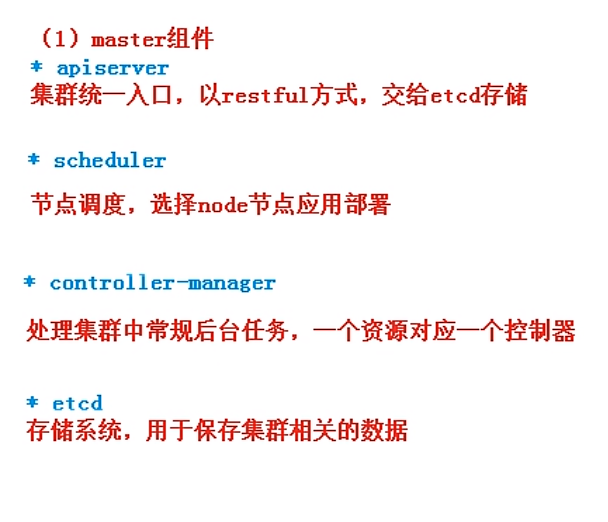 （1）master组件
* apiserver
集群统一入口，以restful方式，交给etcd存储
* scheduler
节点调度，选择node节点应用部署
* controller-manager
处理集群中常规后台任务，一个资源对应一个控制器
* etcd
存储系统，用于保存集群相关的数据